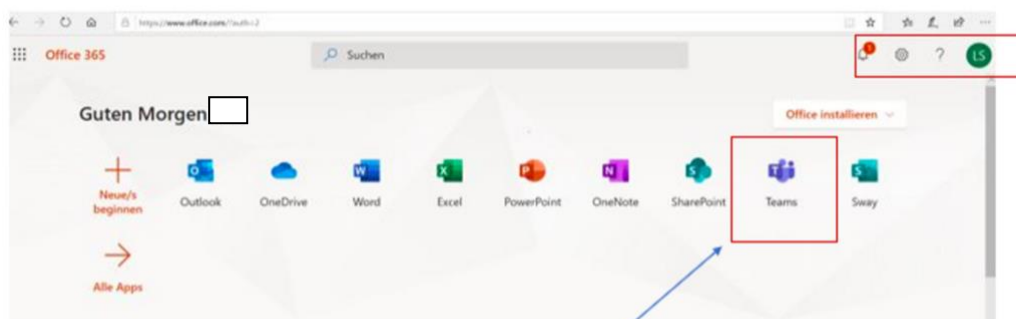 https://www.office.com/?auth=2
Office 365
Suchen
1
?
LS
Guten Morgen
Office installieren
Neue/s beginnen
Outlook
OneDrive
Word
Excel
PowerPoint
OneNote
SharePoint
Teams
Sway
Alle Apps